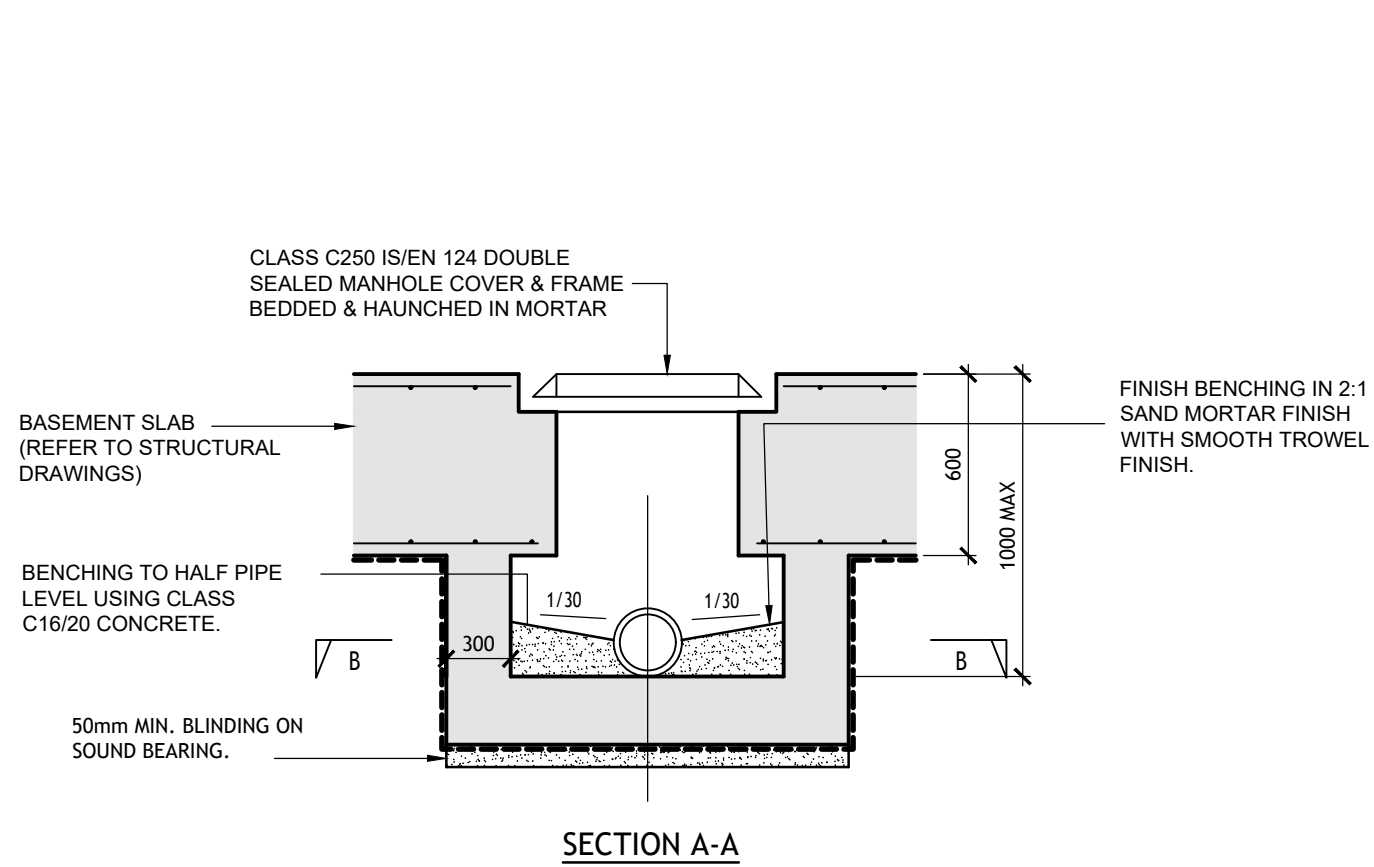 CLASS C250 IS/EN 124 DOUBLE
SEALED MANHOLE COVER & FRAME
BEDDED & HAUNCHED IN MORTAR
BASEMENT SLAB
(REFER TO STRUCTURAL
DRAWINGS)
FINISH BENCHING IN 2:1
SAND MORTAR FINISH
WITH SMOOTH TROWEL
FINISH.
600
1000 MAX
BENCHING TO HALF PIPE
LEVEL USING CLASS
C16/20 CONCRETE.
1/30
1/30
300
B
B
50mm MIN. BLINDING ON
SOUND BEARING.
SECTION A-A